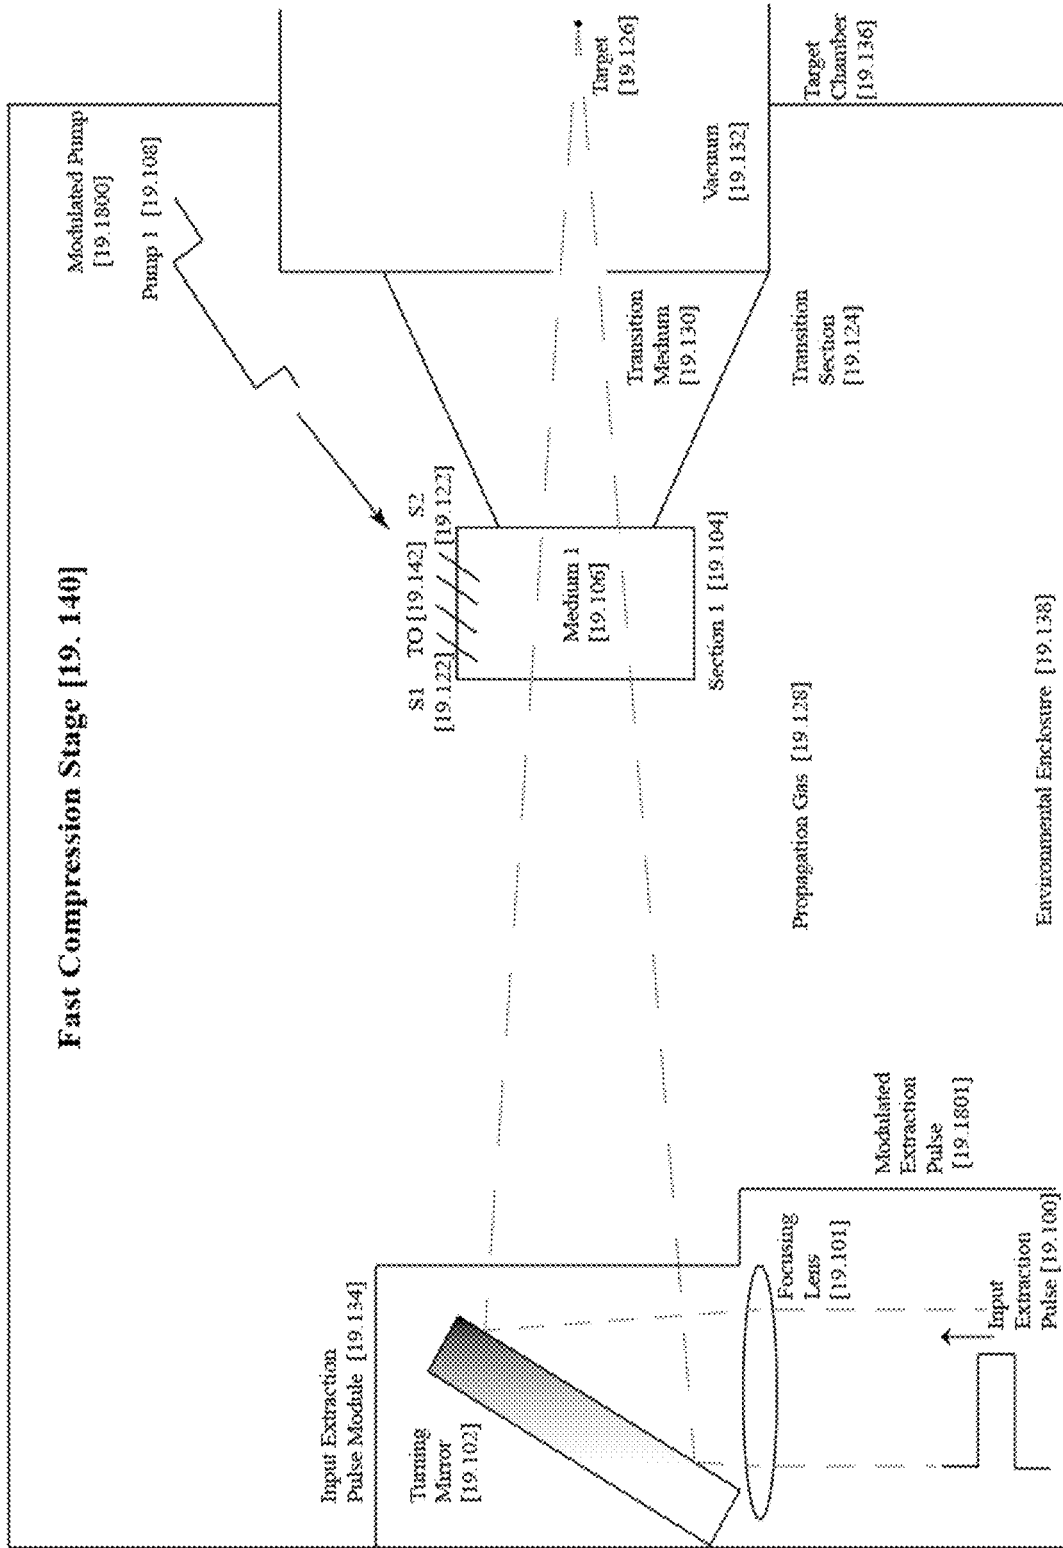 Fast Compression Stage [19. 140]
Modulated Pump
[19.1800]
Pump 1 [19.108]
Input Extraction
Pulse Module [19.134]
Turning
Mirror
[19.102]
S1 TO [19.142] S2
[19.122] [19.122]
Medium 1
[19.106]
Section 1 [19.104]
Transition
Medium
[19.130]
Transition
Section
[19.124]
Target
[19.126]
Vacuum
[19.132]
Target
Chamber
[19.136]
Focusing
Lens
[19.101]
Modulated
Extraction
Pulse
[19.1801]
Propagation Gas [19.128]
Input
Extraction
Pulse [19.100]
Environmental Enclosure [19.138]